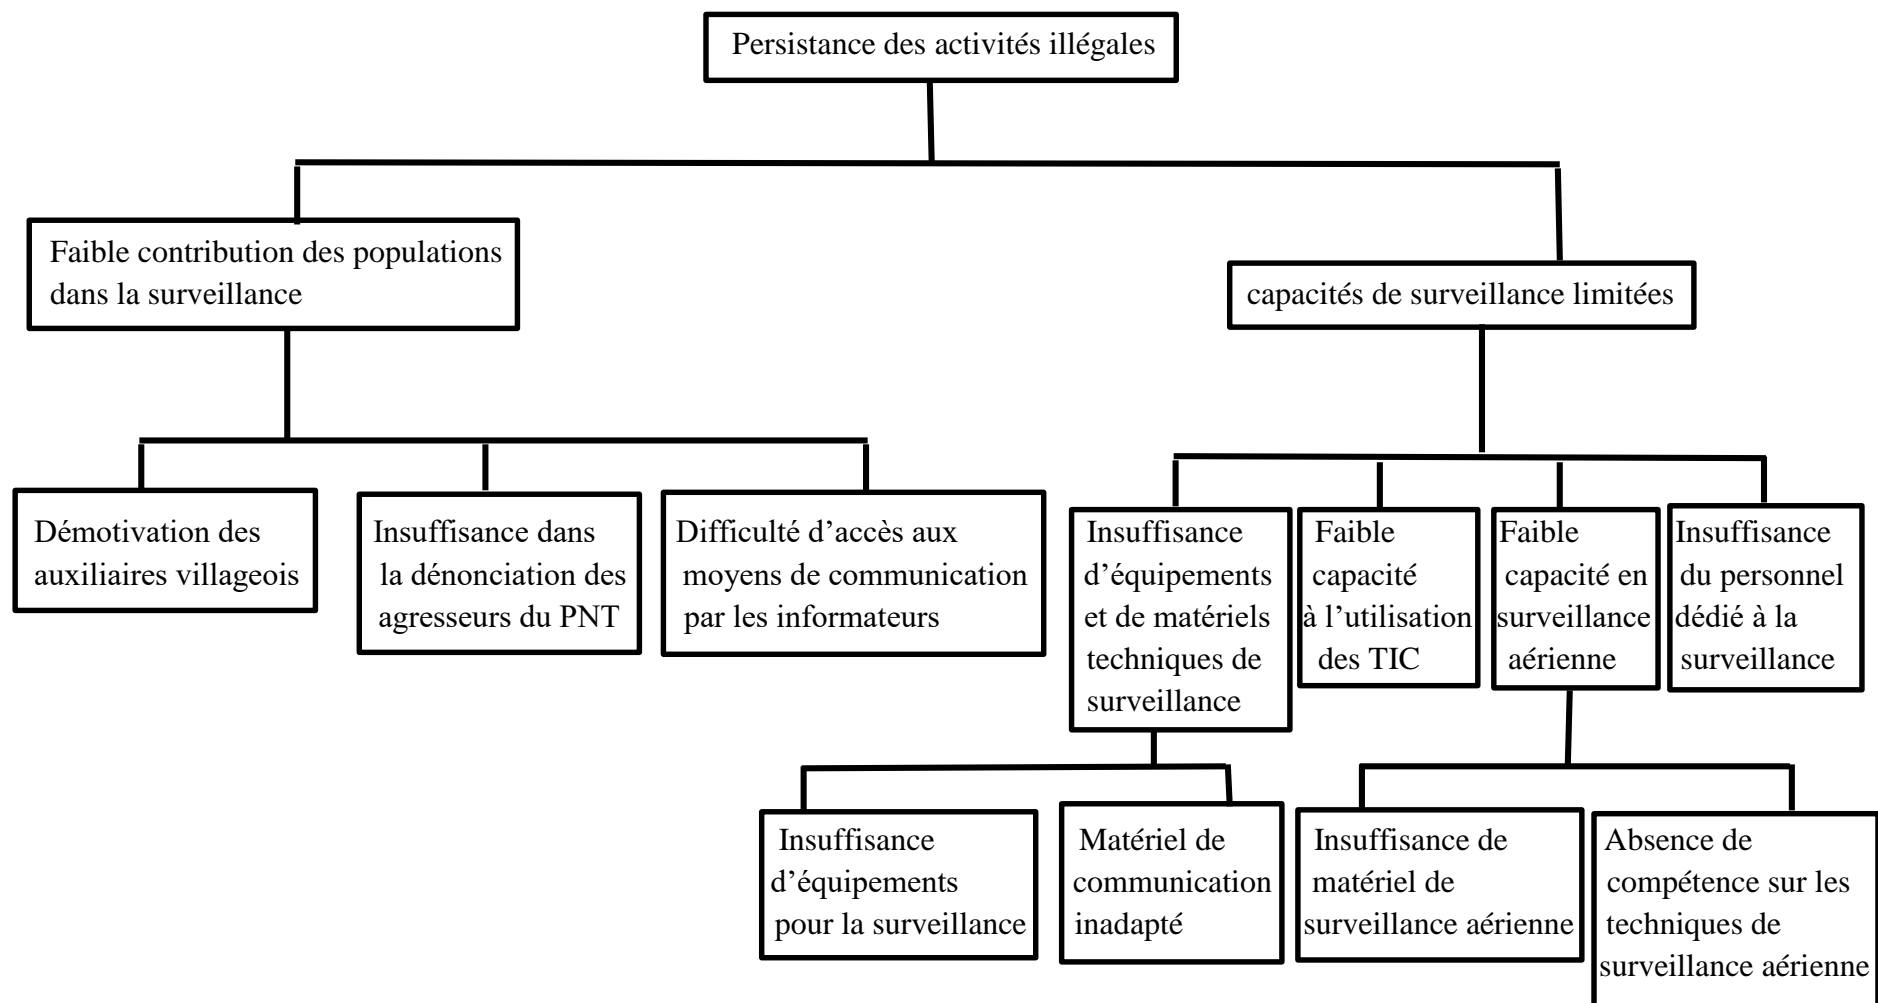 Persistance des activités illégales
Faible contribution des populations
dans la surveillance
capacités de surveillance limitées
Démotivation des
auxiliaires villageois
Insuffisance dans
la dénonciation des
agresseurs du PNT
Difficulté d’accès aux
moyens de communication
par les informateurs
Insuffisance
d’équipements
et de matériels
techniques de
surveillance
Faible
capacité
à l’utilisation
des TIC
Faible
capacité en
surveillance
aérienne
Insuffisance
du personnel
dédié à la
surveillance
Insuffisance
d’équipements
pour la surveillance
Matériel de
communication
inadapté
Insuffisance de
matériel de
surveillance aérienne
Absence de
compétence sur les
techniques de
surveillance aérienne